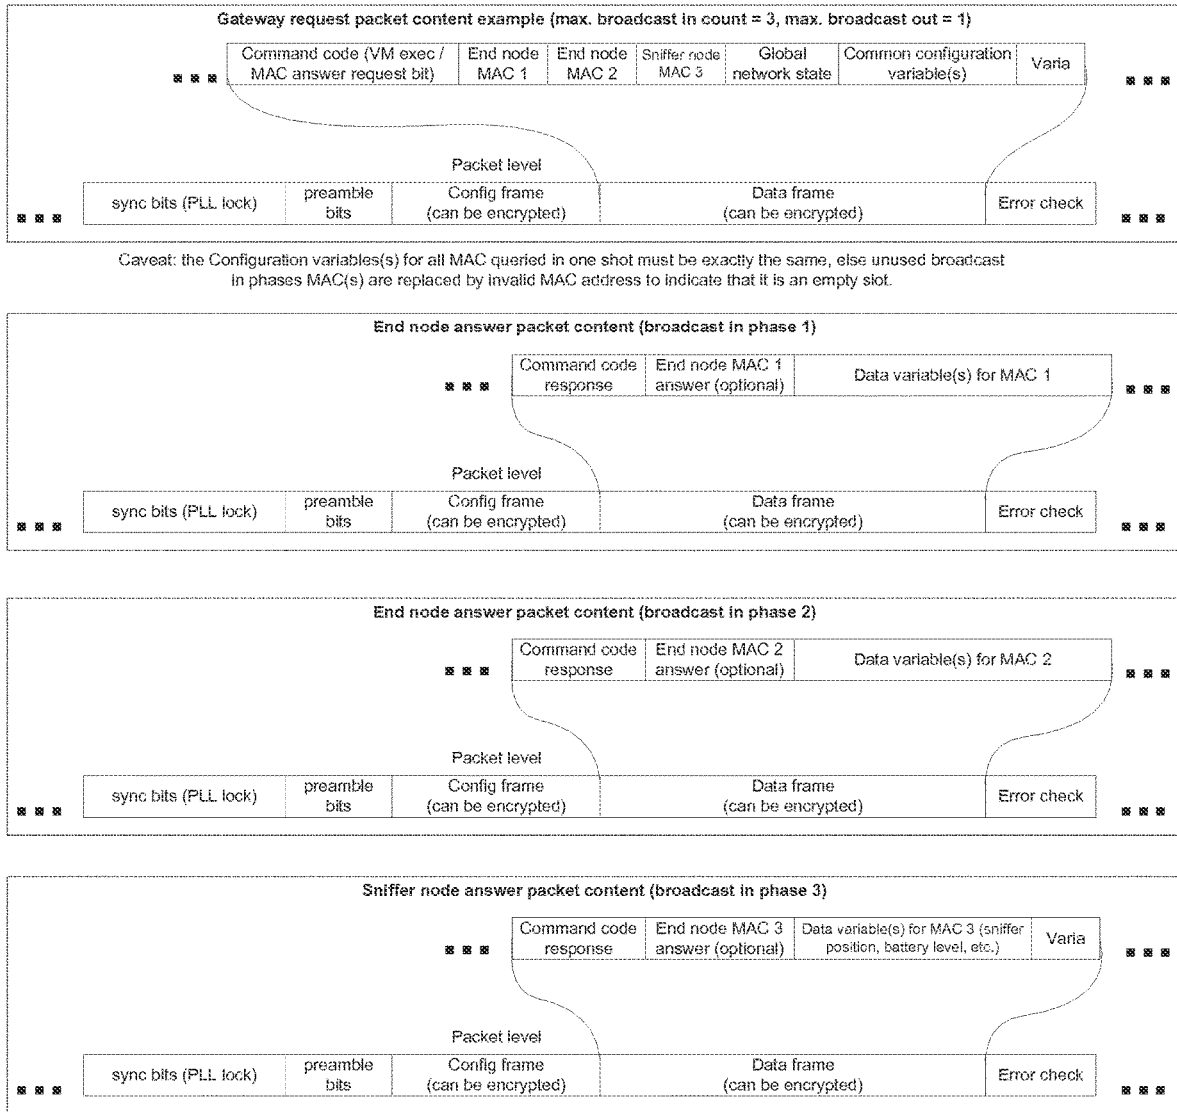 Gateway request packet content example (max. broadcast in count = 3, max. broadcast out = 1)
Command code (VM exec / MAC answer request bit)
End node MAC 1
End node MAC 2
Sniffer node MAC 3
Global network state
Common configuration variable(s)
Varia
Packet level
sync bits (PLL lock)
preamble bits
Config frame (can be encrypted)
Data frame (can be encrypted)
Error check
Caveat: the Configuration variables(s) for all MAC queried in one shot must be exactly the same, else unused broadcast
in phases MAC(s) are replaced by invalid MAC address to indicate that it is an empty slot.
End node answer packet content (broadcast in phase 1)
Command code response
End node MAC 1 answer (optional)
Data variable(s) for MAC 1
Packet level
sync bits (PLL lock)
preamble bits
Config frame (can be encrypted)
Data frame (can be encrypted)
Error check
End node answer packet content (broadcast in phase 2)
Command code response
End node MAC 2 answer (optional)
Data variable(s) for MAC 2
Packet level
sync bits (PLL lock)
preamble bits
Config frame (can be encrypted)
Data frame (can be encrypted)
Error check
Sniffer node answer packet content (broadcast in phase 3)
Command code response
End node MAC 3 answer (optional)
Data variable(s) for MAC 3 (sniffer position, battery level, etc.)
Varia
Packet level
sync bits (PLL lock)
preamble bits
Config frame (can be encrypted)
Data frame (can be encrypted)
Error check